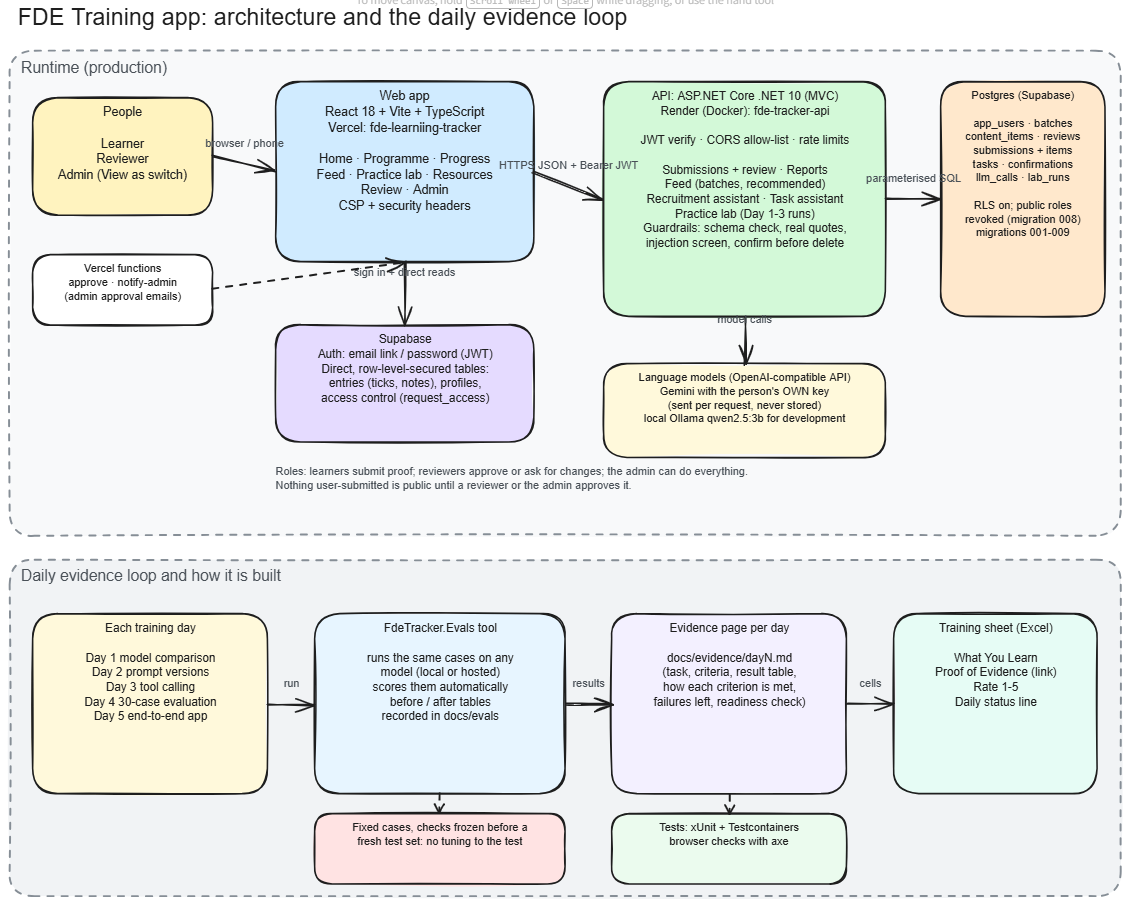 To move canvas, hold Scroll wheel or Space while dragging, or use the hand tool
FDE Training app: architecture and the daily evidence loop
Runtime (production)
People
Learner
Reviewer
Admin (View as switch)
browser / phone
Web app
React 18 + Vite + TypeScript
Vercel: fde-learniing-tracker
Home · Programme · Progress
Feed · Practice lab · Resources
Review · Admin
CSP + security headers
HTTPS JSON + Bearer JWT
API: ASP.NET Core .NET 10 (MVC)
Render (Docker): fde-tracker-api
JWT verify · CORS allow-list · rate limits
Submissions + review · Reports
Feed (batches, recommended)
Recruitment assistant · Task assistant
Practice lab (Day 1-3 runs)
Guardrails: schema check, real quotes,
injection screen, confirm before delete
parameterised SQL
Postgres (Supabase)
app_users · batches
content_items · reviews
submissions + items
tasks · confirmations
llm_calls · lab_runs
RLS on; public roles
revoked (migration 008)
migrations 001-009
Vercel functions
approve · notify-admin
(admin approval emails)
sign in + direct reads
Supabase
Auth: email link / password (JWT)
Direct, row-level-secured tables:
entries (ticks, notes), profiles,
access control (request_access)
model calls
Language models (OpenAI-compatible API)
Gemini with the person's OWN key
(sent per request, never stored)
local Ollama qwen2.5:3b for development
Roles: learners submit proof; reviewers approve or ask for changes; the admin can do everything.
Nothing user-submitted is public until a reviewer or the admin approves it.
Daily evidence loop and how it is built
Each training day
Day 1 model comparison
Day 2 prompt versions
Day 3 tool calling
Day 4 30-case evaluation
Day 5 end-to-end app
run
FdeTracker.Evals tool
runs the same cases on any
model (local or hosted)
scores them automatically
before / after tables
recorded in docs/evals
results
Evidence page per day
docs/evidence/dayN.md
(task, criteria, result table,
how each criterion is met,
failures left, readiness check)
cells
Training sheet (Excel)
What You Learn
Proof of Evidence (link)
Rate 1-5
Daily status line
Fixed cases, checks frozen before a
fresh test set: no tuning to the test
Tests: xUnit + Testcontainers
browser checks with axe